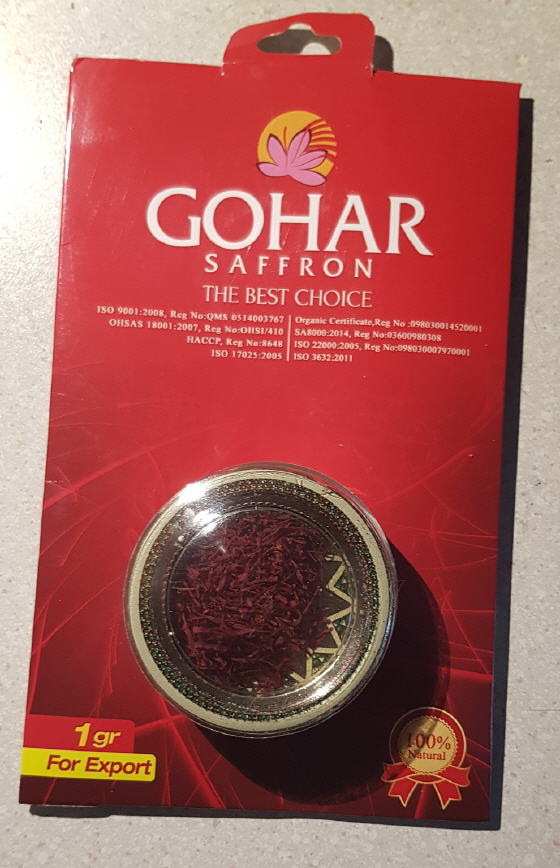 GOHAR
SAFFRON
THE BEST CHOICE
ISO 9001:2008, Reg No:QMS 0514003767
OHSAS 18001:2007, Reg No:OHSI/410
HACCP, Reg No:8648
ISO 17025:2005
Organic Certificate,Reg No :098030014520001
SA8000:2014, Reg No:03600980308
ISO 22000:2005, Reg No:098030007970001
ISO 3632:2011
1 gr
For Export
100%
Natural